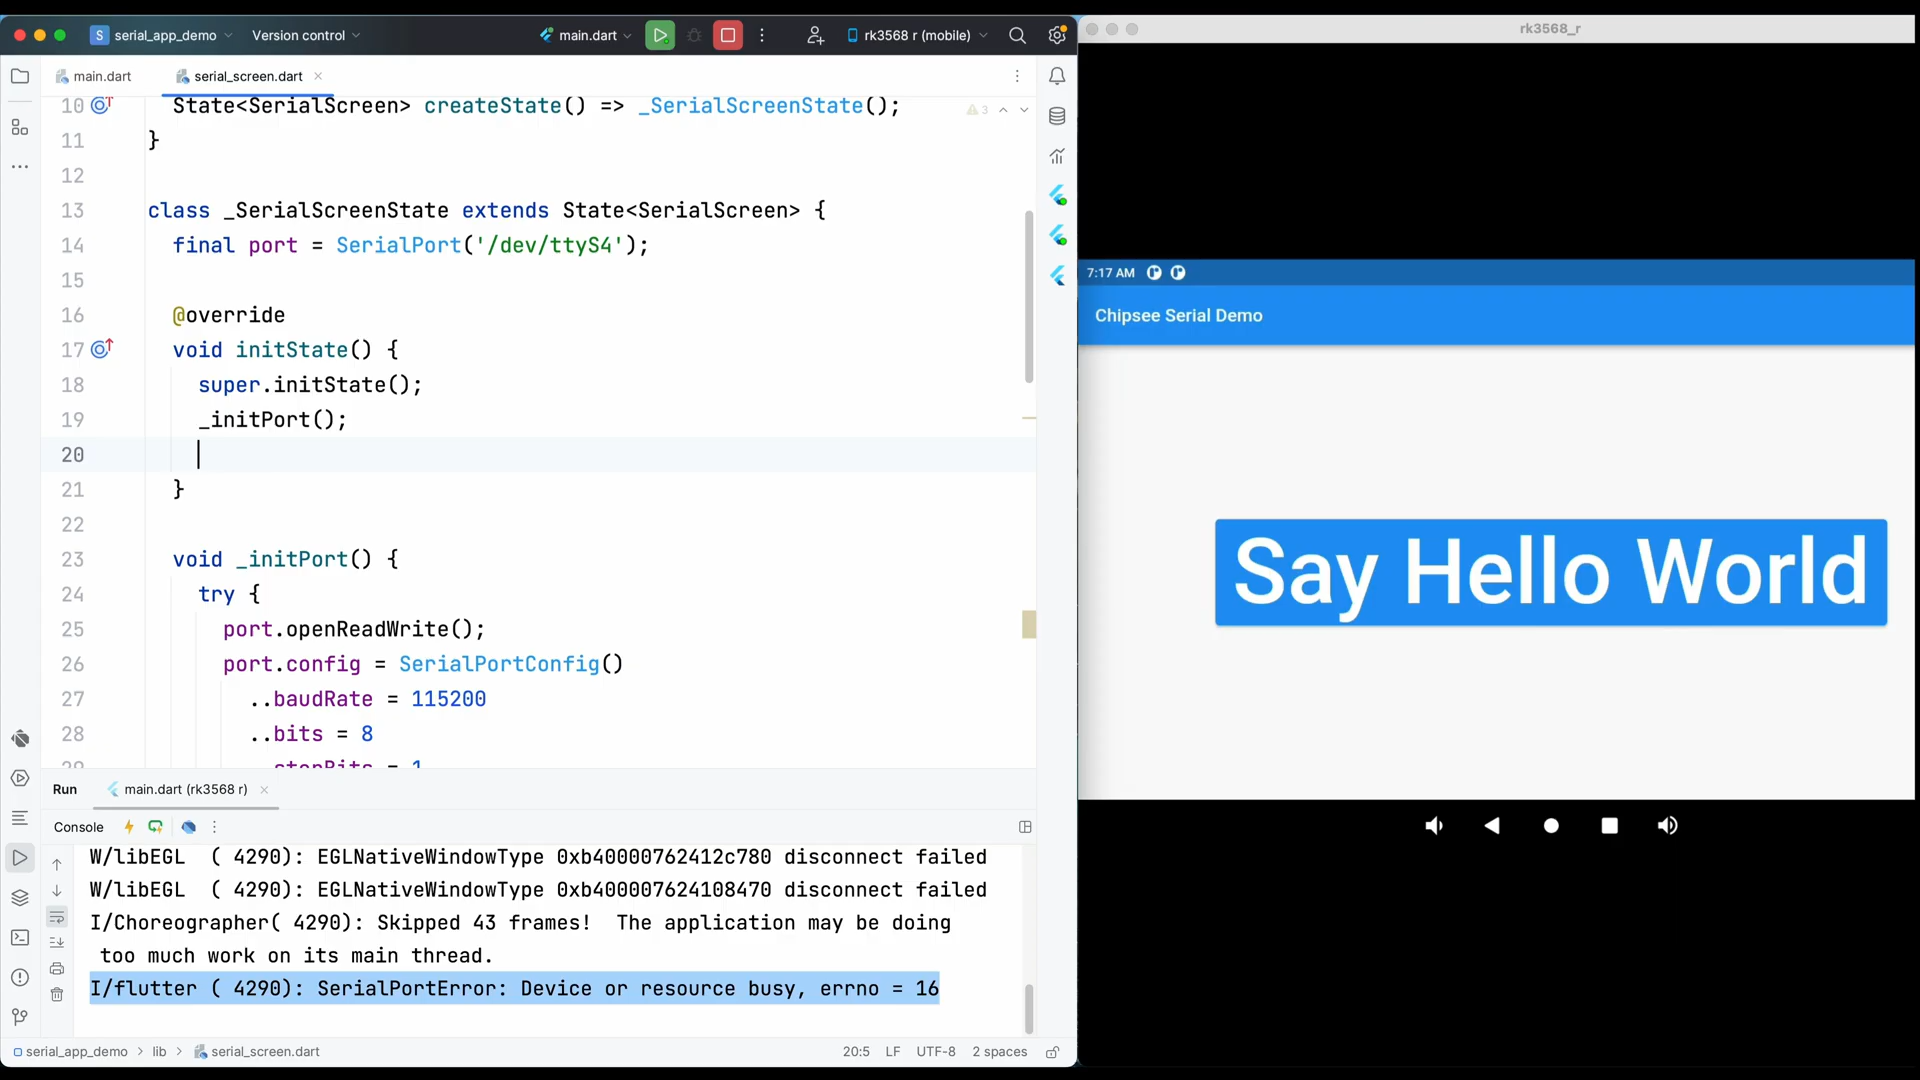 S serial_app_demo Version control main.dart rk3568 r (mobile)
rk3568_r
main.dart serial_screen.dart
10 State<SerialScreen> createState() => _SerialScreenState(); 3
11 }
12
13 class _SerialScreenState extends State<SerialScreen> {
14 final port = SerialPort('/dev/ttyS4');
15
16 @override
17 void initState() {
18 super.initState();
19 _initPort();
20
21 }
22
23 void _initPort() {
24 try {
25 port.openReadWrite();
26 port.config = SerialPortConfig()
27 ..baudRate = 115200
28 ..bits = 8
29 ..stopBits = 1
Run main.dart (rk3568 r)
Console
W/libEGL  ( 4290): EGLNativeWindowType 0xb40000762412c780 disconnect failed
W/libEGL  ( 4290): EGLNativeWindowType 0xb400007624108470 disconnect failed
I/Choreographer( 4290): Skipped 43 frames!  The application may be doing
too much work on its main thread.
I/flutter ( 4290): SerialPortError: Device or resource busy, errno = 16
serial_app_demo > lib > serial_screen.dart 20:5 LF UTF-8 2 spaces
7:17 AM
Chipsee Serial Demo
Say Hello World